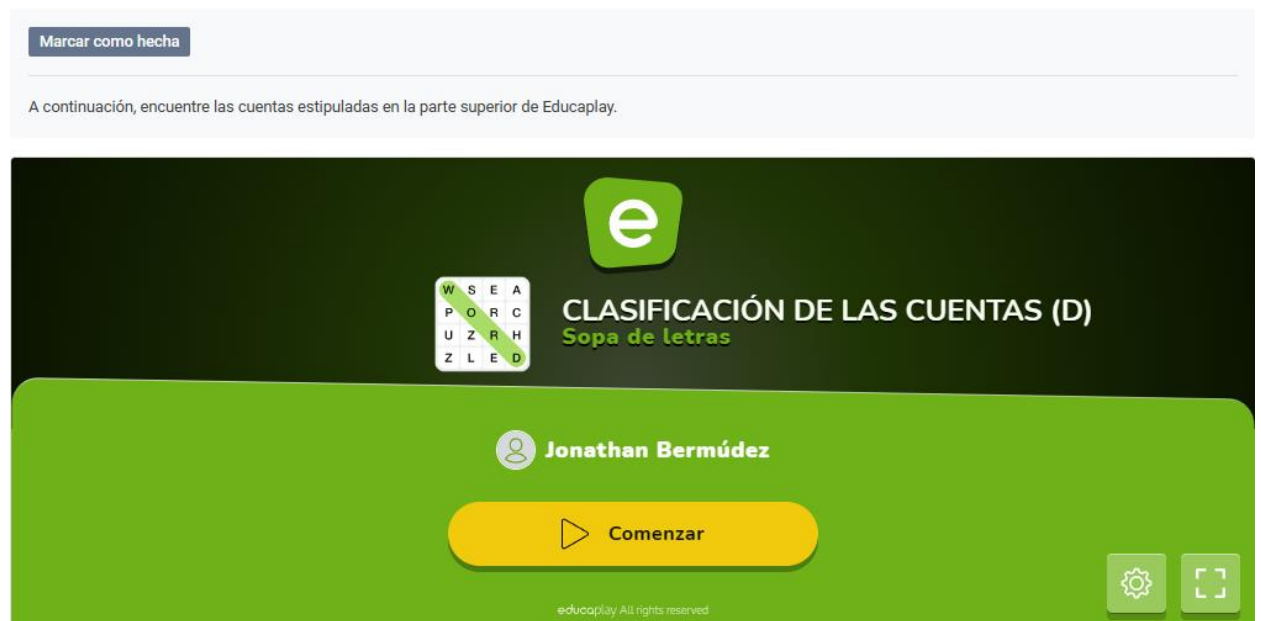 Marcar como hecha
A continuación, encuentre las cuentas estipuladas en la parte superior de Educaplay.
e
W S E A
P O R C
U Z R H
Z L E D
CLASIFICACIÓN DE LAS CUENTAS (D)
Sopa de letras
Jonathan Bermúdez
Comenzar
educaplay All rights reserved